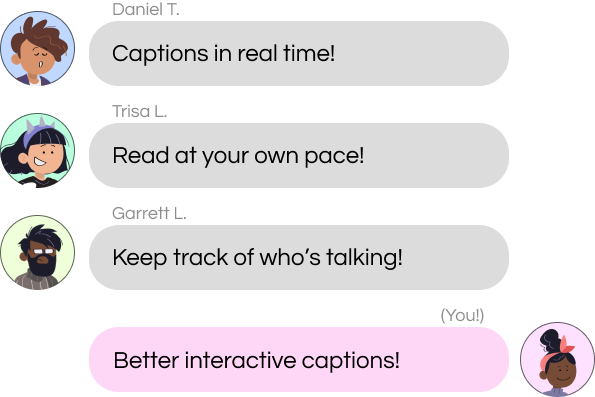 Daniel T.
Captions in real time!
Trisa L.
Read at your own pace!
Garrett L.
Keep track of who’s talking!
(You!)
Better interactive captions!